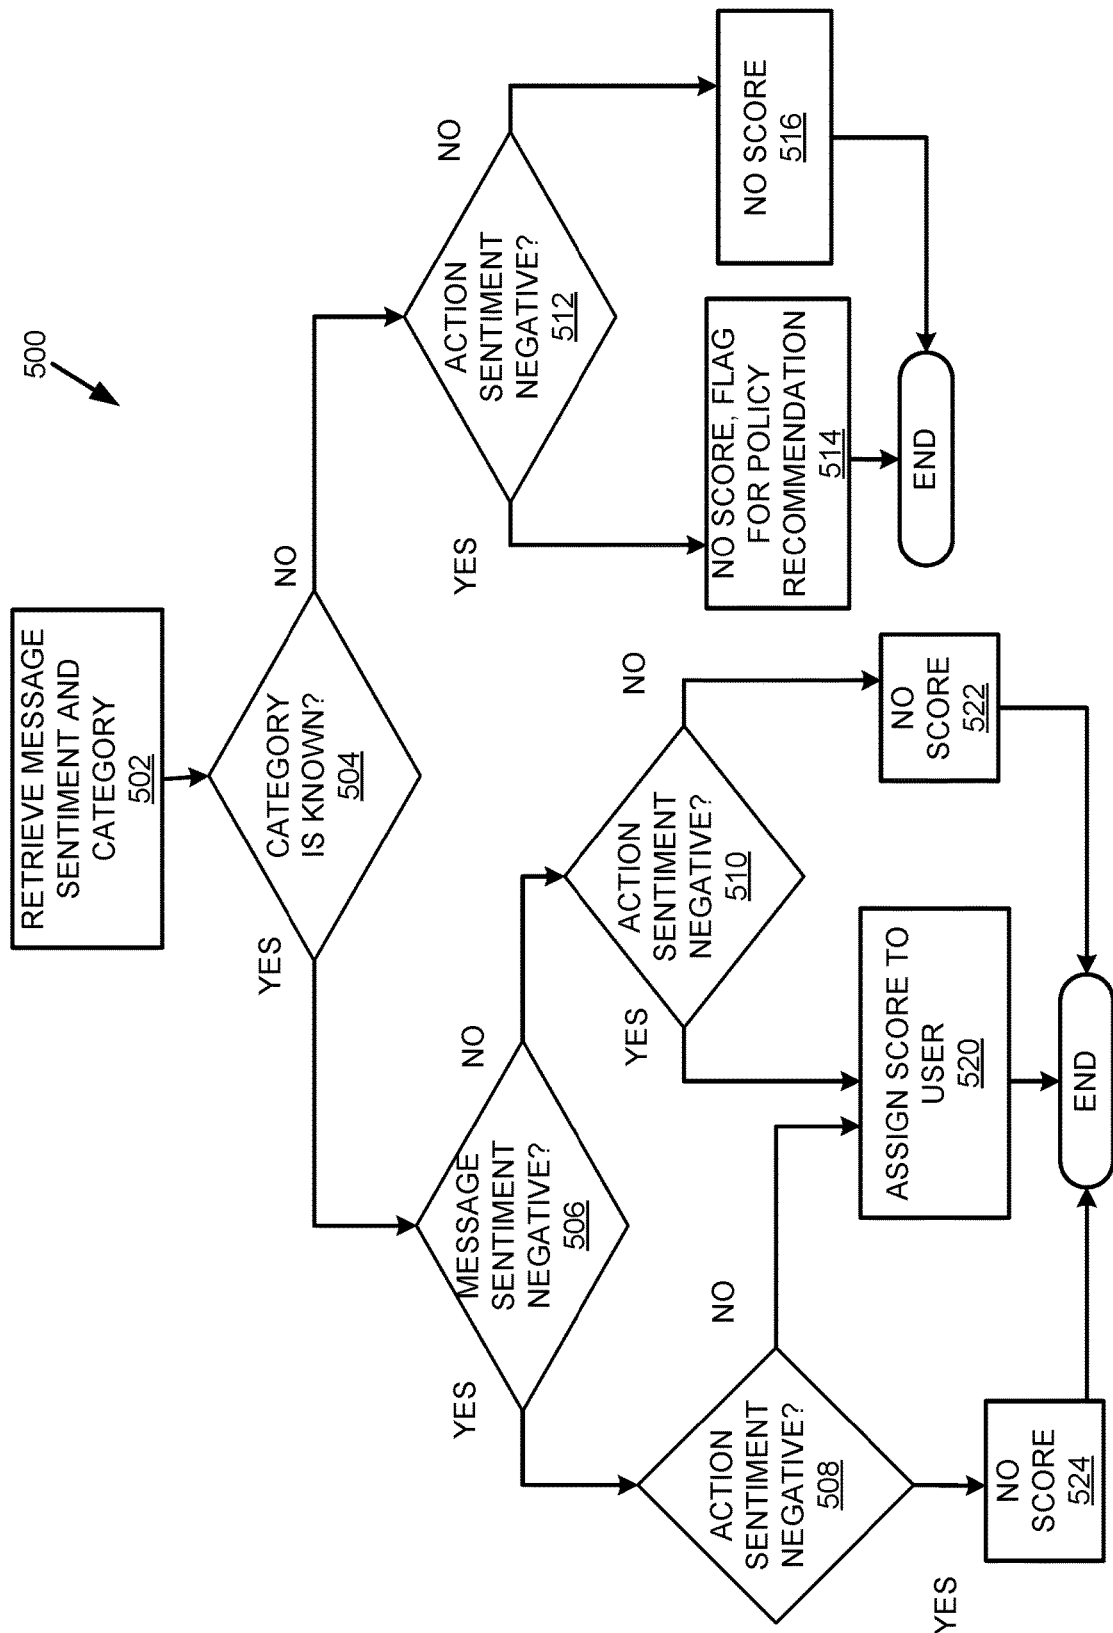 500
RETRIEVE MESSAGE
SENTIMENT AND
CATEGORY
502
CATEGORY
IS KNOWN?
504
YES
NO
MESSAGE
SENTIMENT
NEGATIVE?
506
YES
NO
ACTION
SENTIMENT
NEGATIVE?
512
YES
NO
ACTION
SENTIMENT
NEGATIVE?
508
YES
NO
ACTION
SENTIMENT
NEGATIVE?
510
YES
NO
NO SCORE, FLAG
FOR POLICY
RECOMMENDATION
514
NO SCORE
516
END
NO
SCORE
524
ASSIGN SCORE TO
USER
520
NO
SCORE
522
END